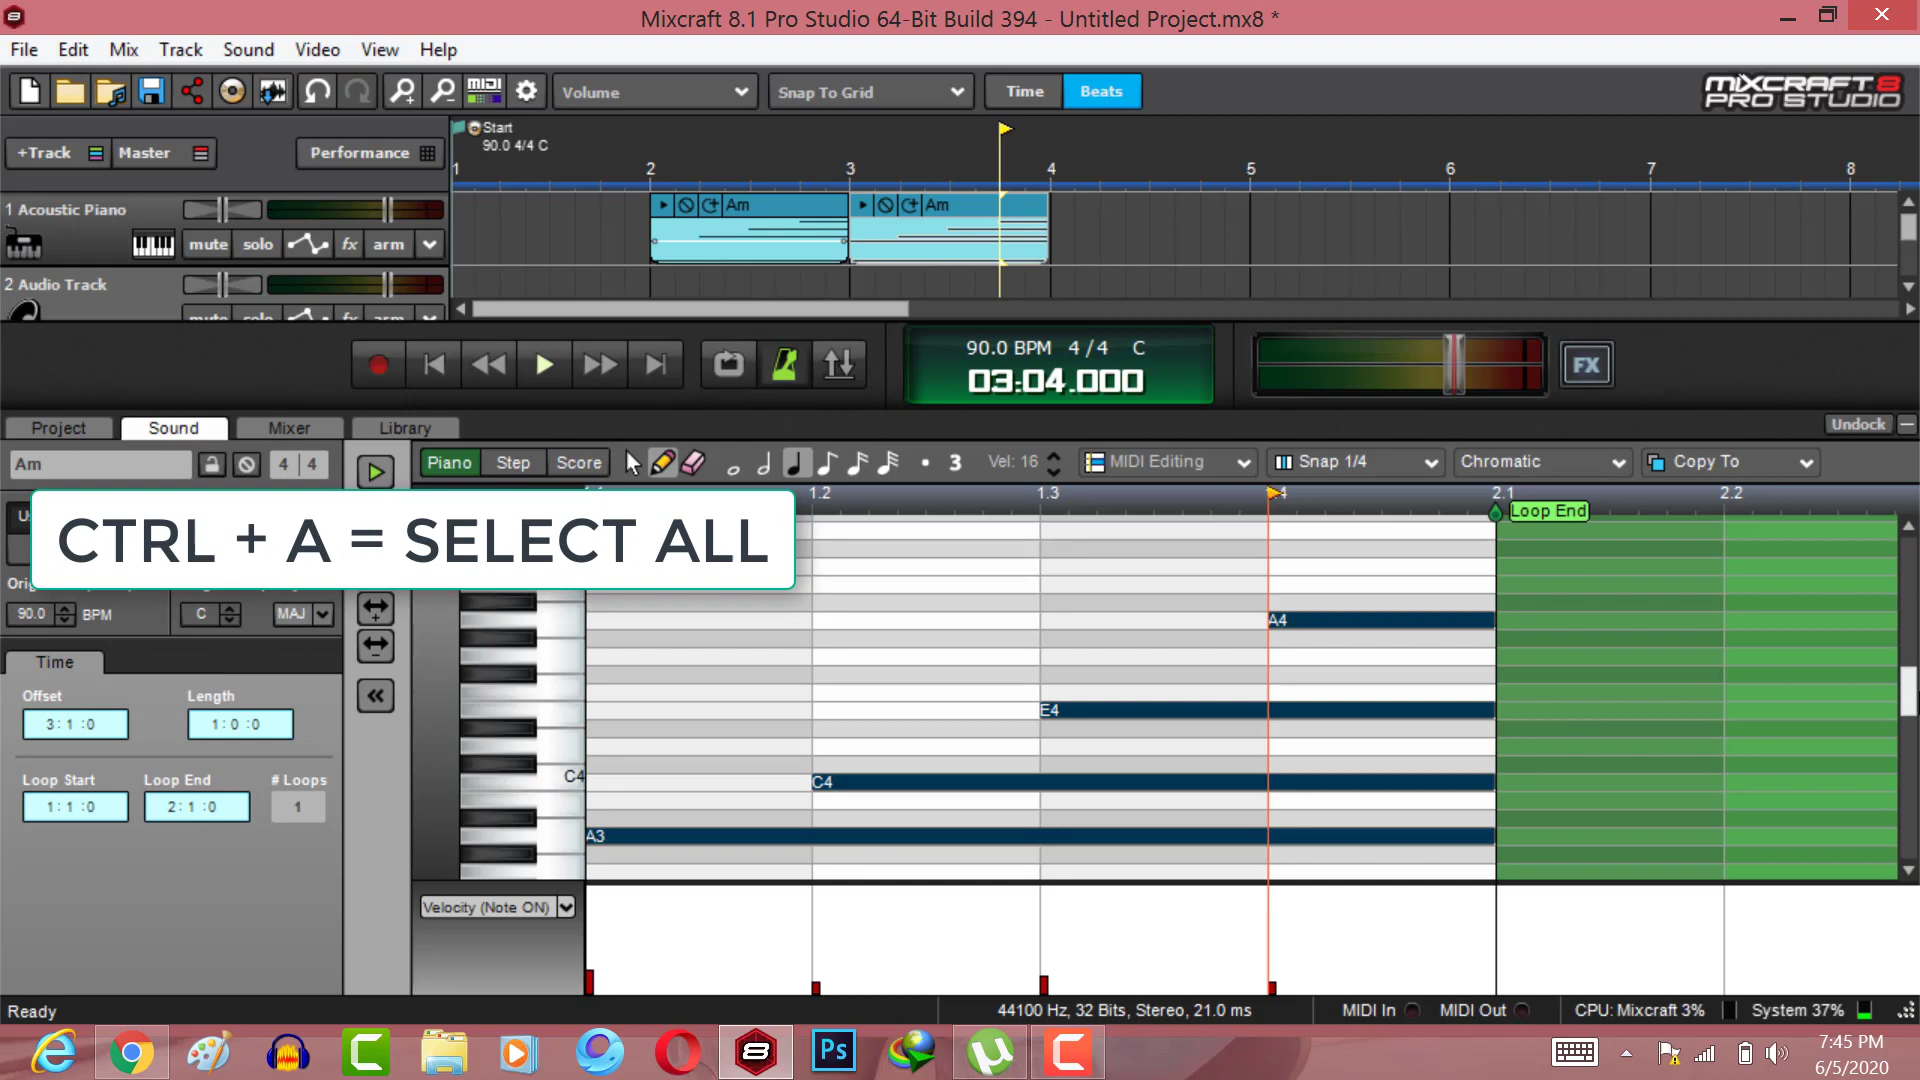 Mixcraft 8.1 Pro Studio 64-Bit Build 394 - Untitled Project.mx8 *
File Edit Mix Track Sound Video View Help
MIDI Volume Snap To Grid Time Beats
MIXCRAFT 8
PRO STUDIO
+Track Master Performance
Start
90.0 4/4 C
1 2 3 4 5 6 7 8
1 Acoustic Piano
Am Am
mute solo fx arm
2 Audio Track
mute solo fx arm
90.0 BPM 4/4 C
03:04.000
FX
Project Sound Mixer Library Undock
Am 4 4
Piano Step Score 3 Vel: 16 MIDI Editing Snap 1/4 Chromatic Copy To
1.2 1.3 2.1 2.2
Loop End
CTRL + A = SELECT ALL
90.0 BPM C MAJ
A4
Time
Offset Length
3:1:0 1:0:0
E4
Loop Start Loop End # Loops
1:1:0 2:1:0 1
C4 C4
A3
Velocity (Note ON)
Ready 44100 Hz, 32 Bits, Stereo, 21.0 ms MIDI In MIDI Out CPU: Mixcraft 3% System 37%
Ps
7:45 PM
6/5/2020